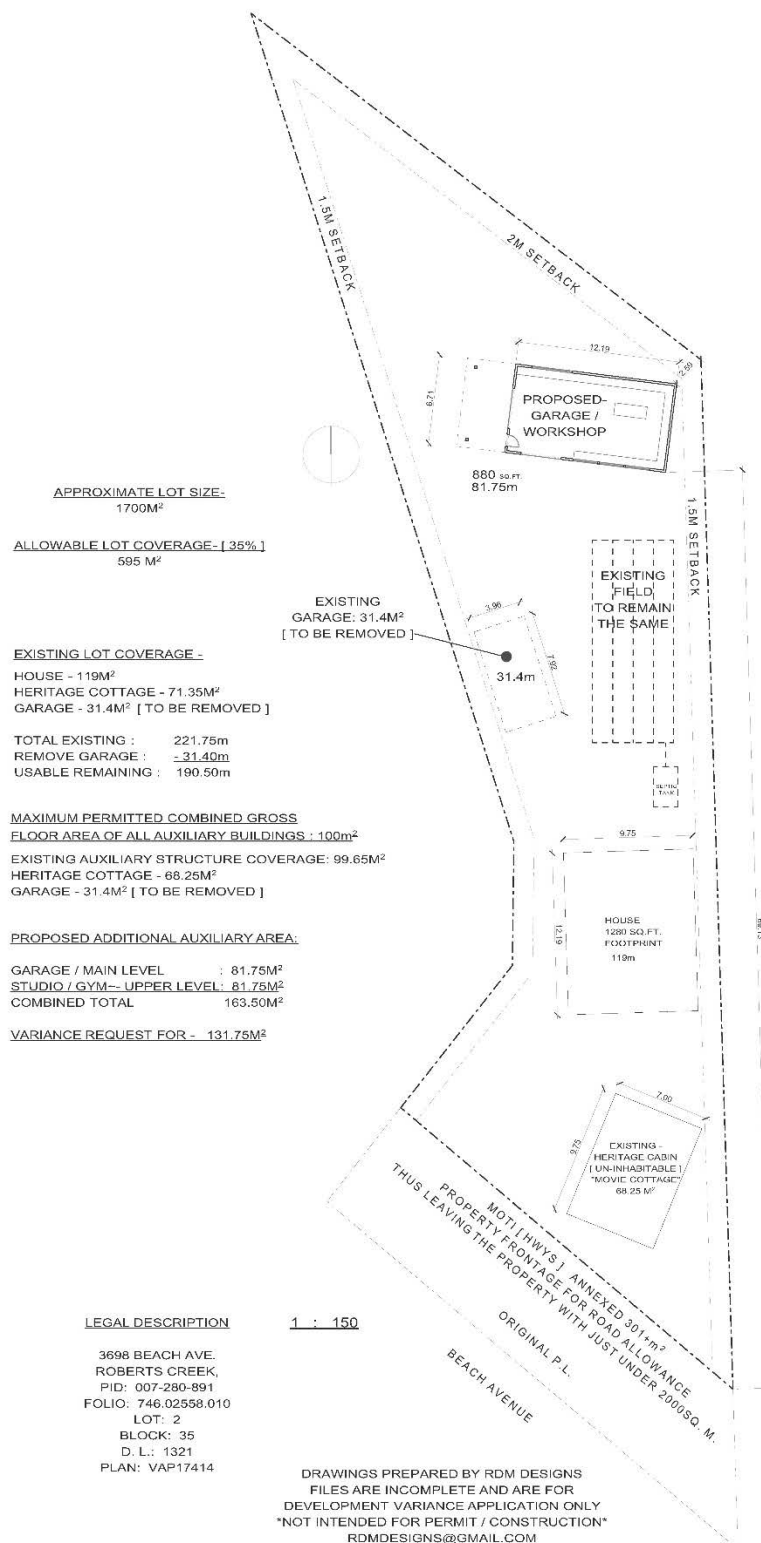 1.5M SETBACK
2M SETBACK
12.19
2.59
6.71
PROPOSED-
GARAGE /
WORKSHOP
880 SQ.FT.
81.75m
APPROXIMATE LOT SIZE-
1700M²
ALLOWABLE LOT COVERAGE- [ 35% ]
595 M²
1.5M SETBACK
EXISTING
FIELD
TO REMAIN
THE SAME
EXISTING
GARAGE: 31.4M²
[ TO BE REMOVED ]
3.96
7.92
31.4m
EXISTING LOT COVERAGE -
HOUSE - 119M²
HERITAGE COTTAGE - 71.35M²
GARAGE - 31.4M² [ TO BE REMOVED ]
TOTAL EXISTING : 221.75m
REMOVE GARAGE : - 31.40m
USABLE REMAINING : 190.50m
SEPTIC
TANK
MAXIMUM PERMITTED COMBINED GROSS
FLOOR AREA OF ALL AUXILIARY BUILDINGS : 100m²
EXISTING AUXILIARY STRUCTURE COVERAGE: 99.65M²
HERITAGE COTTAGE - 68.25M²
GARAGE - 31.4M² [ TO BE REMOVED ]
9.75
12.19
HOUSE
1280 SQ.FT.
FOOTPRINT
119m
PROPOSED ADDITIONAL AUXILIARY AREA:
GARAGE / MAIN LEVEL : 81.75M²
STUDIO / GYM-- UPPER LEVEL: 81.75M²
COMBINED TOTAL 163.50M²
VARIANCE REQUEST FOR - 131.75M²
7.00
9.75
EXISTING -
HERITAGE CABIN
[ UN-INHABITABLE ]
"MOVIE COTTAGE"
68.25 M²
MOTI [ HWYS ] ANNEXED 301+m²
PROPERTY FRONTAGE FOR ROAD ALLOWANCE
THUS LEAVING THE PROPERTY WITH JUST UNDER 2000SQ. M.
ORIGINAL P.L.
BEACH AVENUE
LEGAL DESCRIPTION
1 : 150
3698 BEACH AVE.
ROBERTS CREEK,
PID: 007-280-891
FOLIO: 746.02558.010
LOT: 2
BLOCK: 35
D. L.: 1321
PLAN: VAP17414
DRAWINGS PREPARED BY RDM DESIGNS
FILES ARE INCOMPLETE AND ARE FOR
DEVELOPMENT VARIANCE APPLICATION ONLY
*NOT INTENDED FOR PERMIT / CONSTRUCTION*
RDMDESIGNS@GMAIL.COM